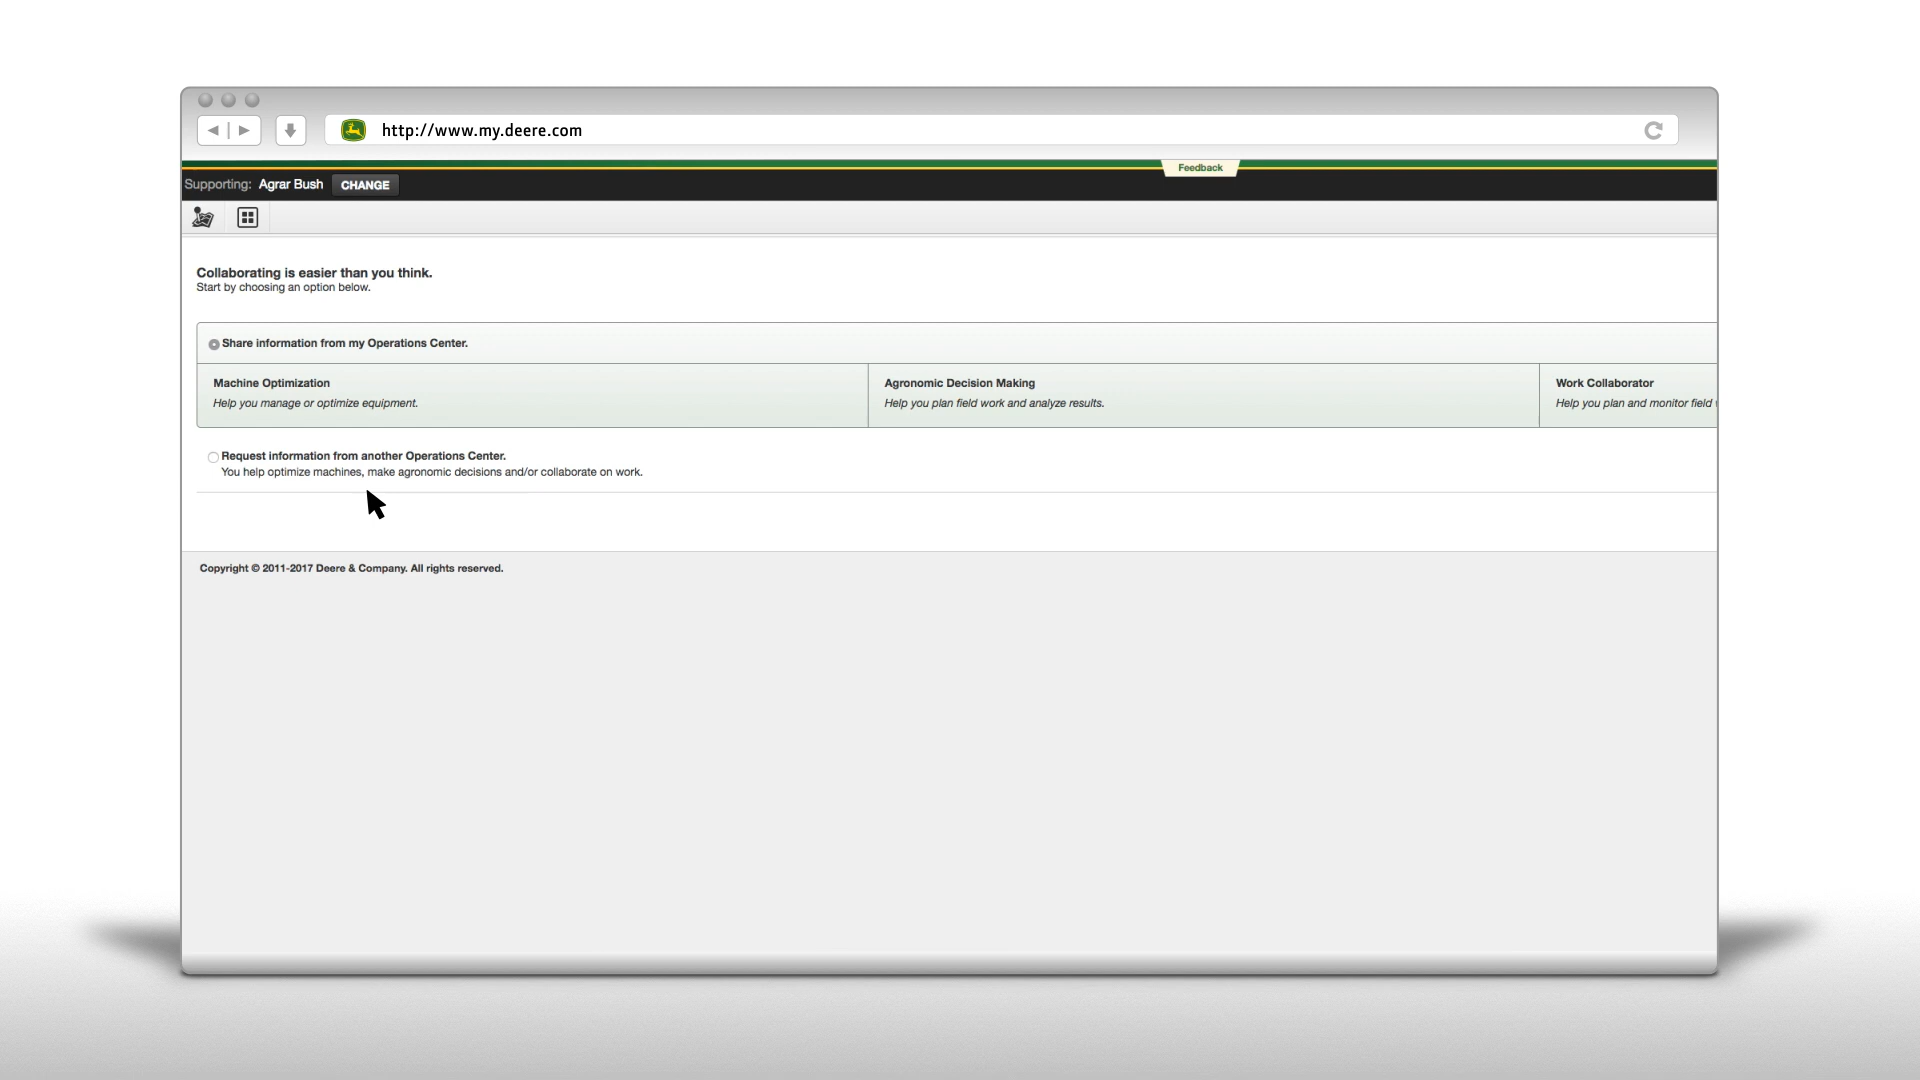 http://www.my.deere.com
Feedback
Supporting: Agrar Bush CHANGE
Collaborating is easier than you think.
Start by choosing an option below.
Share information from my Operations Center.
Machine Optimization
Help you manage or optimize equipment.
Agronomic Decision Making
Help you plan field work and analyze results.
Work Collaborator
Help you plan and monitor field
Request information from another Operations Center.
You help optimize machines, make agronomic decisions and/or collaborate on work.
Copyright © 2011-2017 Deere & Company. All rights reserved.